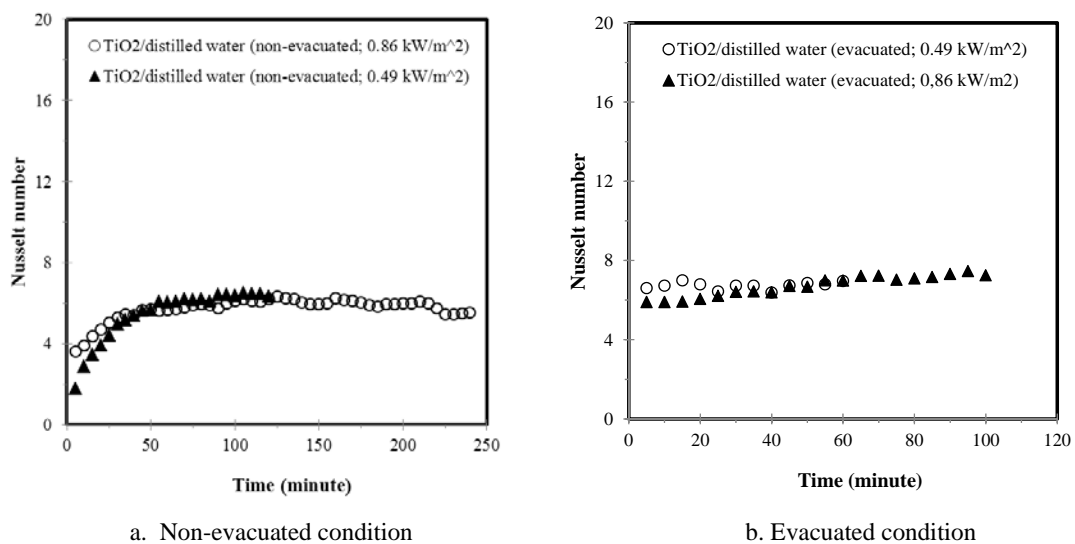 20
16
12
8
4
0
Nusselt number
TiO2/distilled water (non-evacuated; 0.86 kW/m^2)
TiO2/distilled water (non-evacuated; 0.49 kW/m^2)
0 50 100 150 200 250
Time (minute)
a. Non-evacuated condition
20
16
12
8
4
0
Nusselt number
TiO2/distilled water (evacuated; 0.49 kW/m^2)
TiO2/distilled water (evacuated; 0,86 kW/m2)
0 20 40 60 80 100 120
Time (minute)
b. Evacuated condition